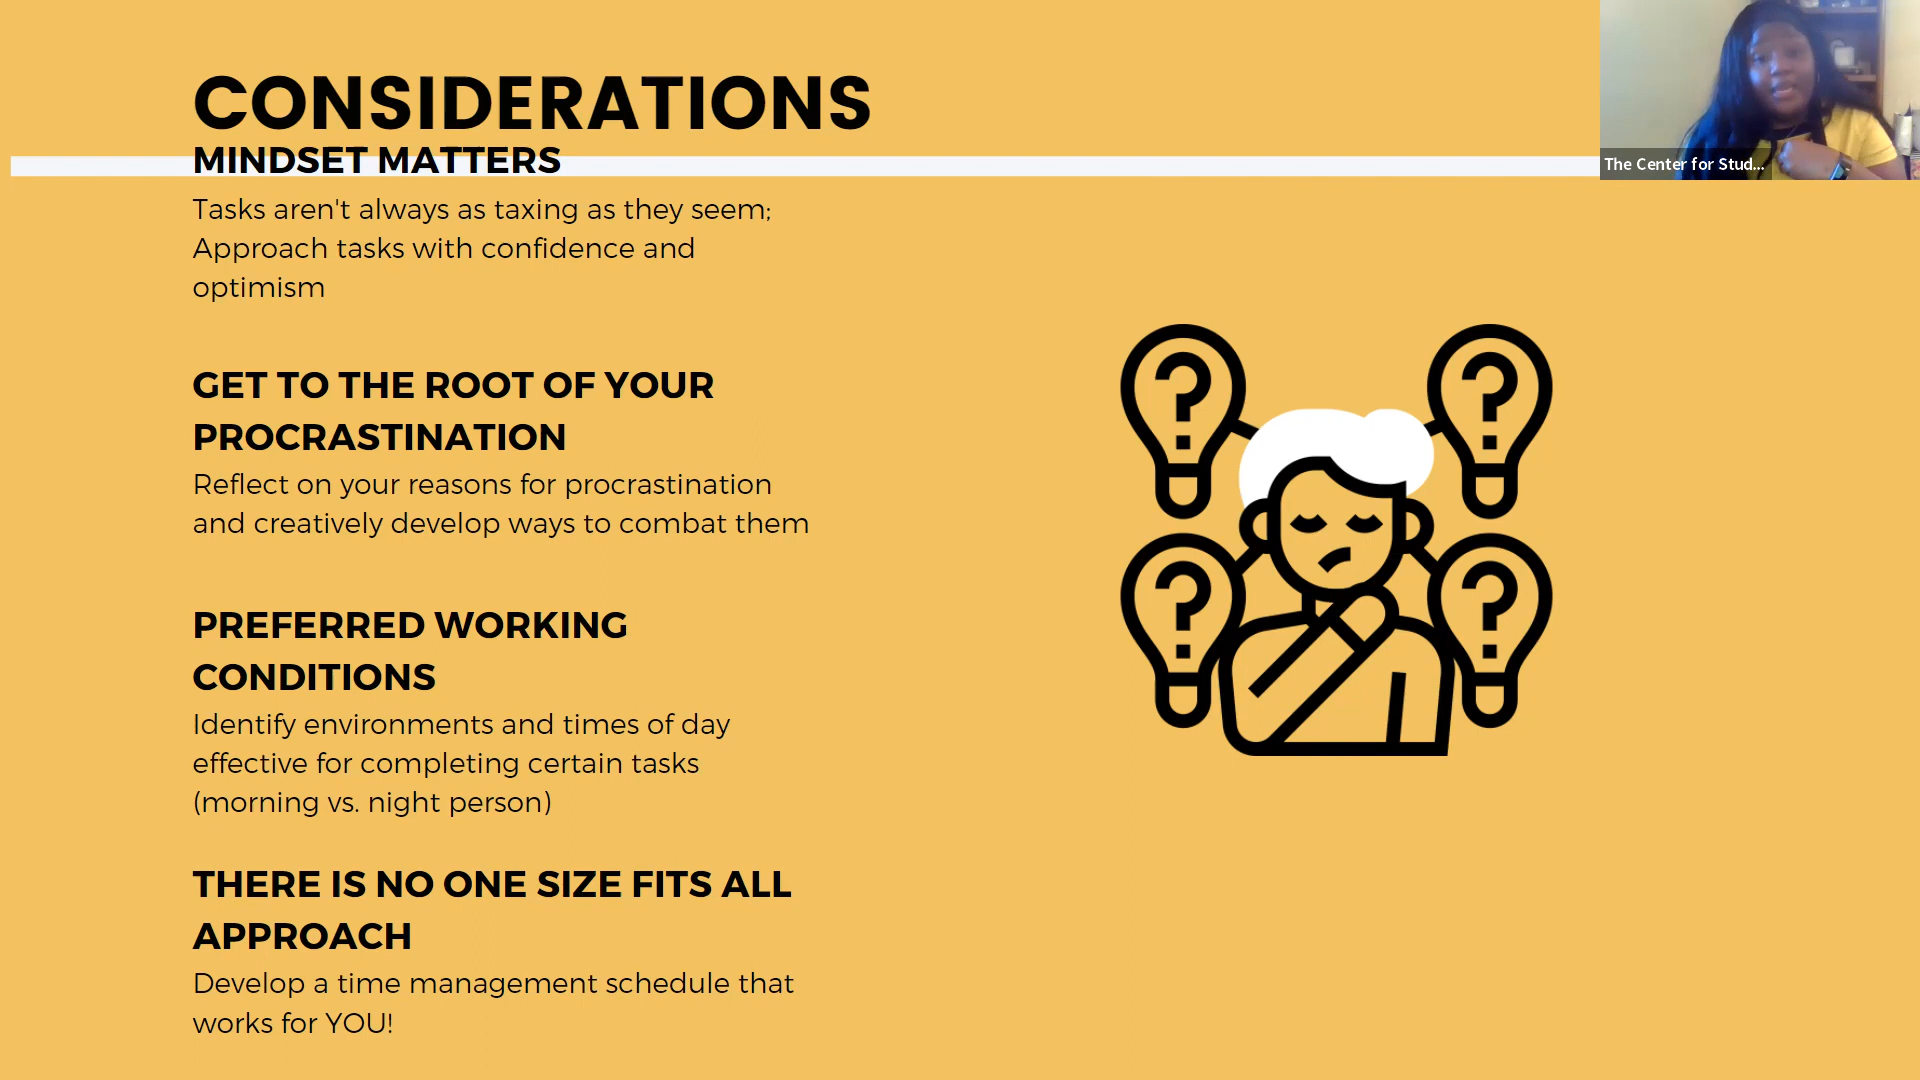 CONSIDERATIONS
MINDSET MATTERS
Tasks aren't always as taxing as they seem;
Approach tasks with confidence and
optimism
GET TO THE ROOT OF YOUR
PROCRASTINATION
Reflect on your reasons for procrastination
and creatively develop ways to combat them
PREFERRED WORKING
CONDITIONS
Identify environments and times of day
effective for completing certain tasks
(morning vs. night person)
THERE IS NO ONE SIZE FITS ALL
APPROACH
Develop a time management schedule that
works for YOU!
The Center for Stud...
? ?
? ?